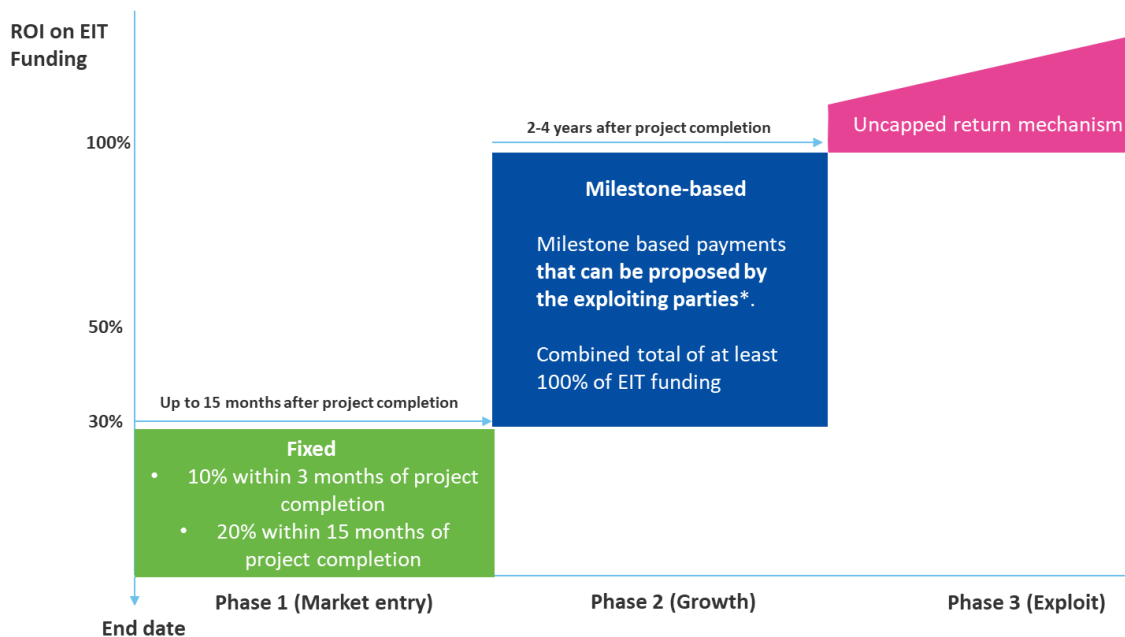 ROI on EIT
Funding
100%
50%
30%
2-4 years after project completion
Uncapped return mechanism
Milestone-based
Milestone based payments
that can be proposed by
the exploiting parties*.
Combined total of at least
100% of EIT funding
Up to 15 months after project completion
Fixed
• 10% within 3 months of project
completion
• 20% within 15 months of
project completion
Phase 1 (Market entry)
Phase 2 (Growth)
Phase 3 (Exploit)
End date